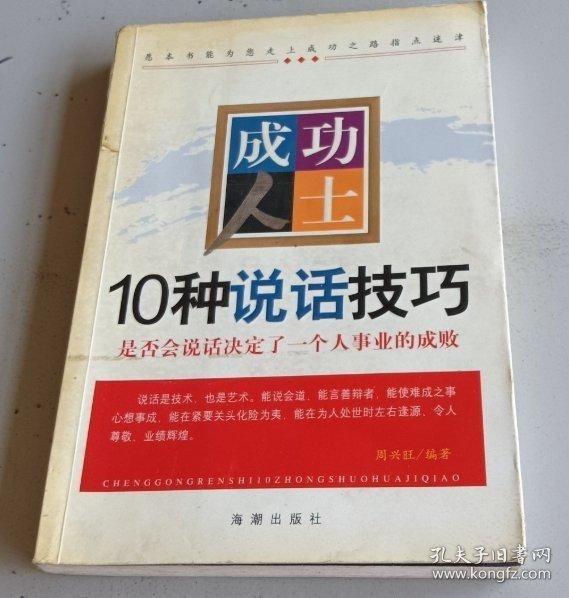 愿本书能为您走上成功之路指点迷津
成功
人士
10种说话技巧
是否会说话决定了一个人事业的成败
说话是技术，也是艺术。能说会道，能言善辩者，能使难成之事
心想事成，能在紧要关头化险为夷，能在为人处世时左右逢源，令人
尊敬，业绩辉煌。
周兴旺/编著
CHENGGONGRENSHI10ZHONGSHUOHUAJIQIAO
海潮出版社
孔夫子旧书网
www.kongfz.com